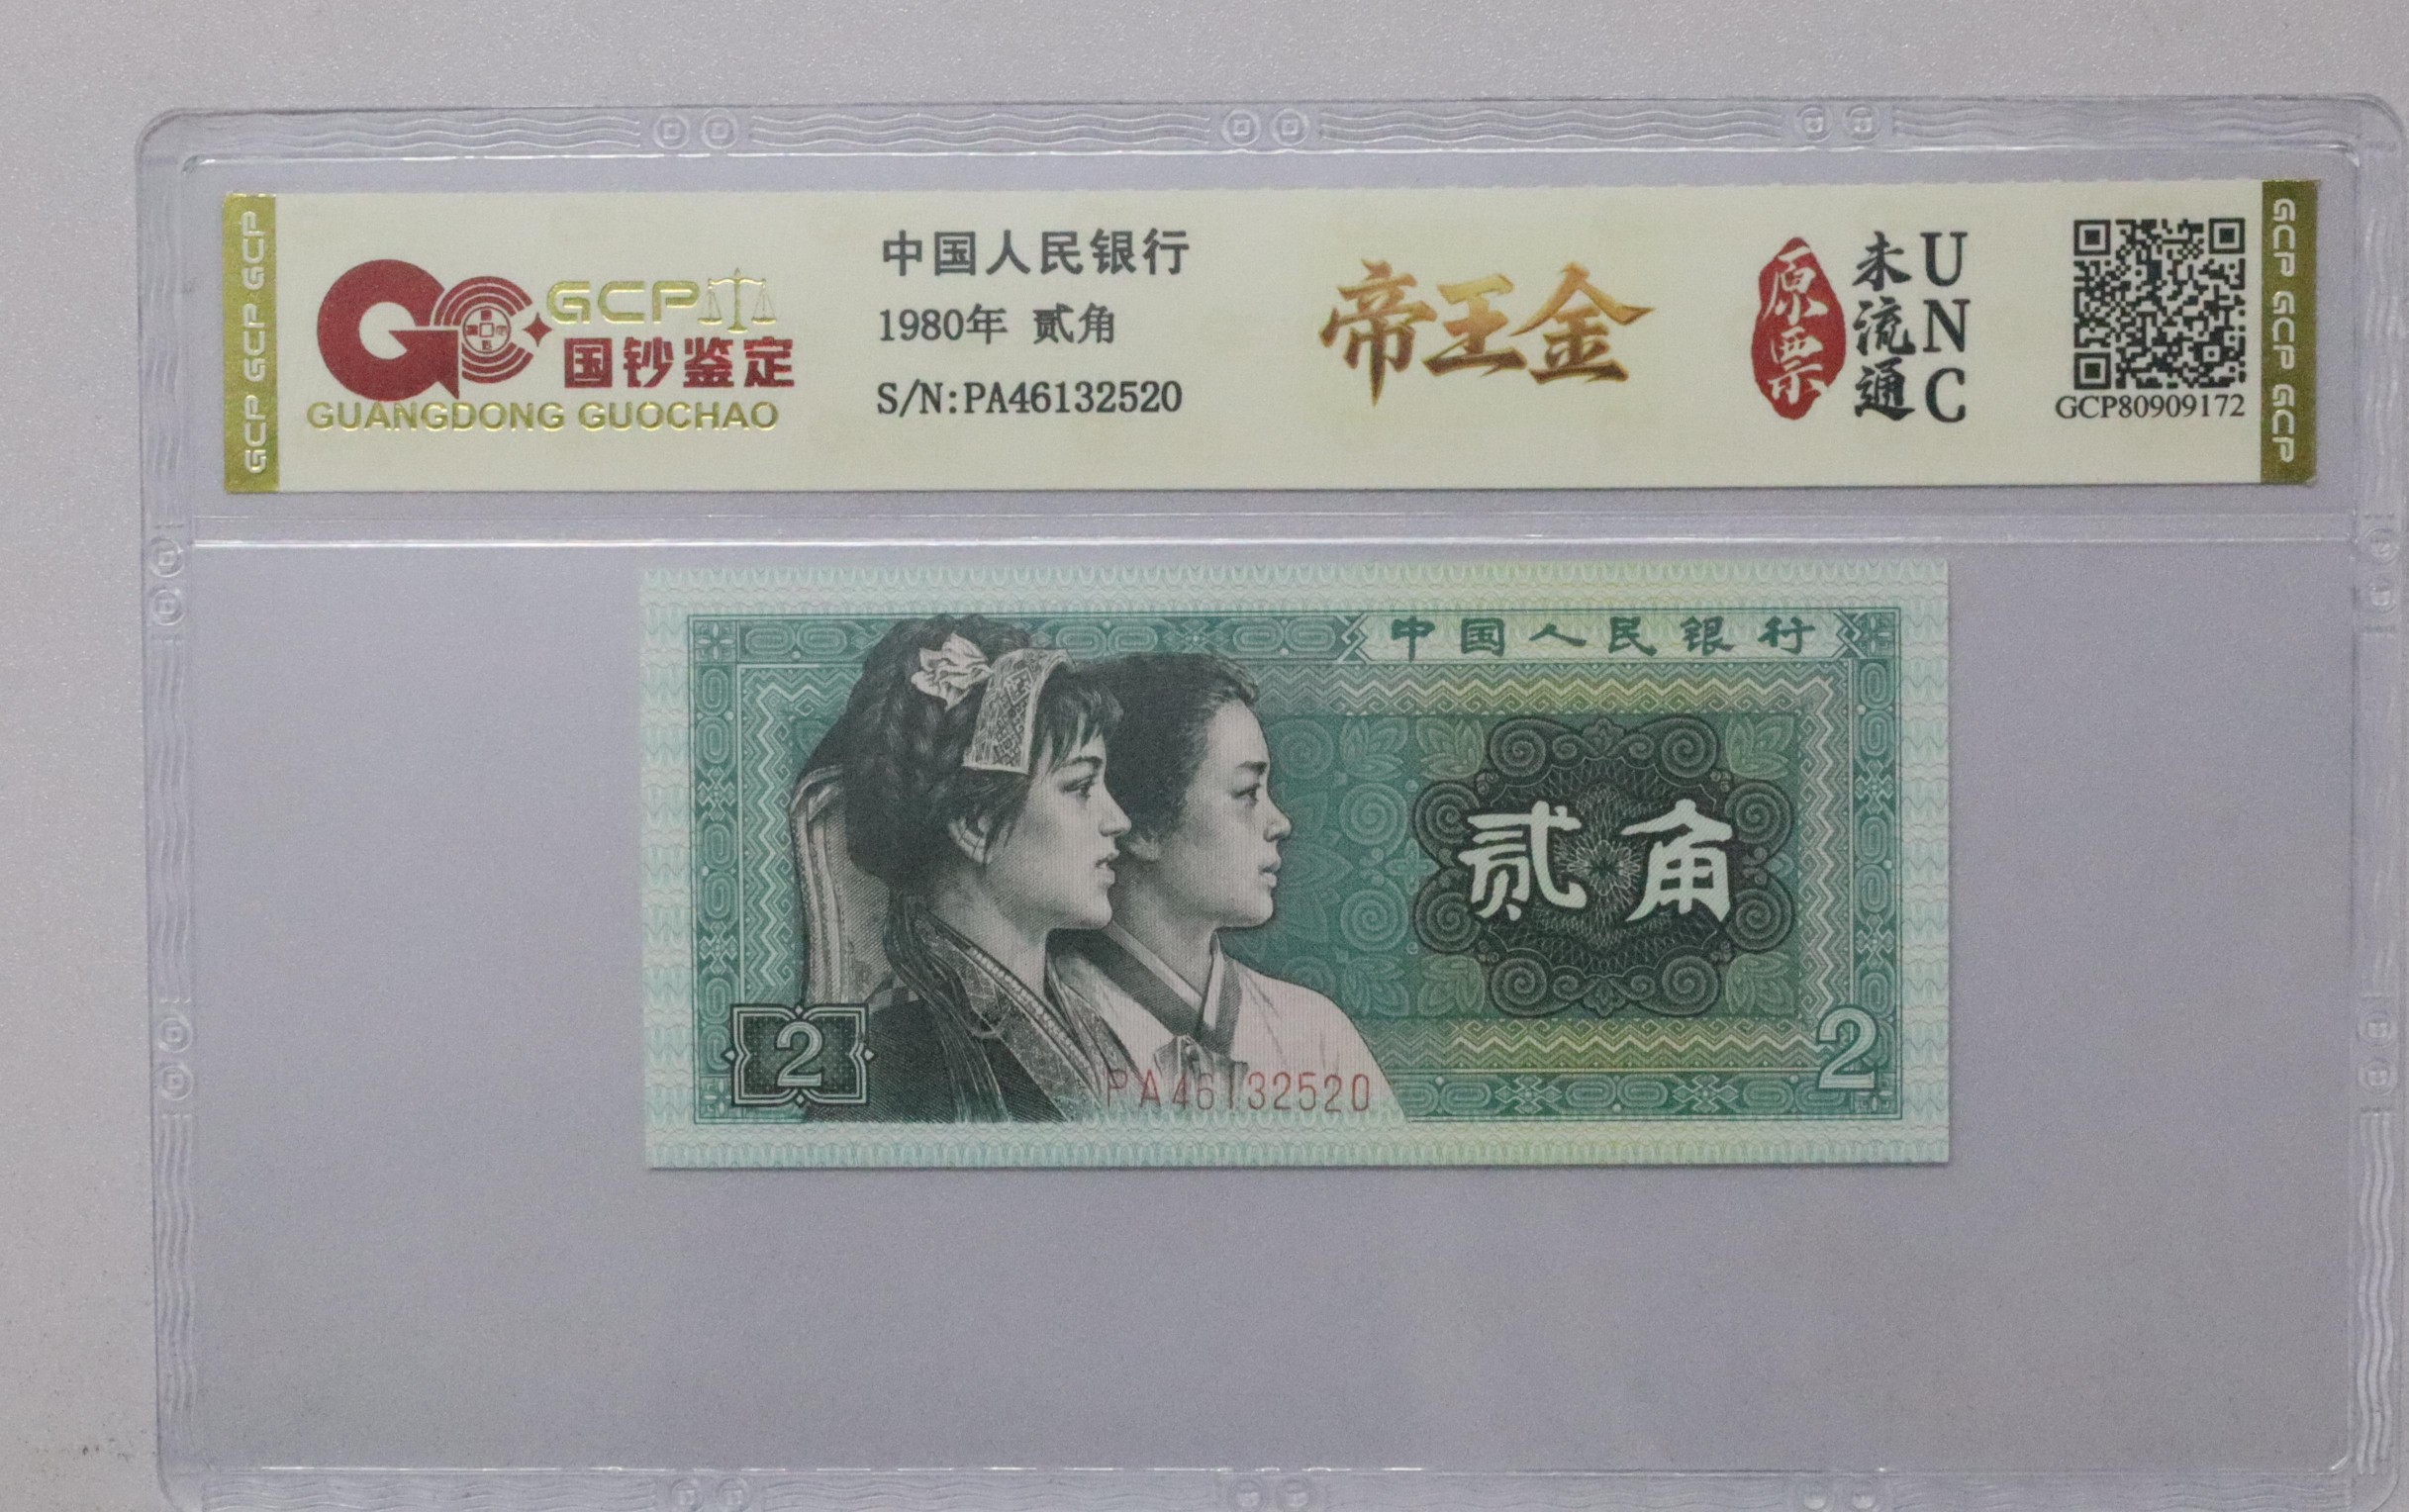 GCP GCP GCP GCP
GCP
国钞鉴定
GUANGDONG GUOCHAO
中国人民银行
1980年 贰角
S/N:PA46132520
帝王金
原票
未流通
UNC
GCP80909172
GCP GCP GCP GCP
中国人民银行
贰角
2
2
PA46132520